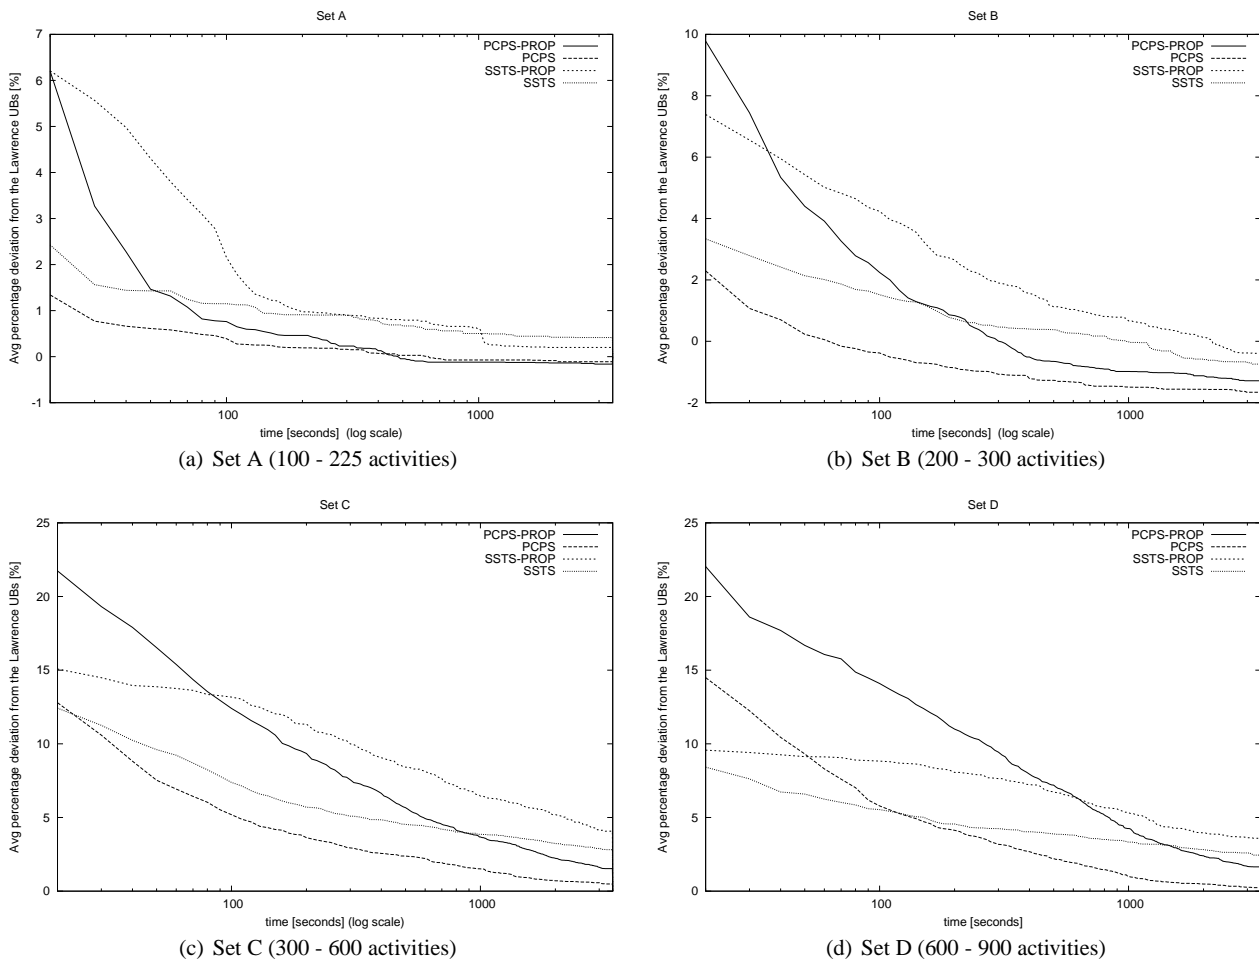 Set A
Avg percentage deviation from the Lawrence UBs [%]
7
6
5
4
3
2
1
0
-1
PCPS-PROP
PCPS
SSTS-PROP
SSTS
100
1000
time [seconds] (log scale)
(a) Set A (100 - 225 activities)
Set B
Avg percentage deviation from the Lawrence UBs [%]
10
8
6
4
2
0
-2
PCPS-PROP
PCPS
SSTS-PROP
SSTS
100
1000
time [seconds] (log scale)
(b) Set B (200 - 300 activities)
Set C
Avg percentage deviation from the Lawrence UBs [%]
25
20
15
10
5
0
PCPS-PROP
PCPS
SSTS-PROP
SSTS
100
1000
time [seconds] (log scale)
(c) Set C (300 - 600 activities)
Set D
Avg percentage deviation from the Lawrence UBs [%]
25
20
15
10
5
0
PCPS-PROP
PCPS
SSTS-PROP
SSTS
100
1000
time [seconds]
(d) Set D (600 - 900 activities)